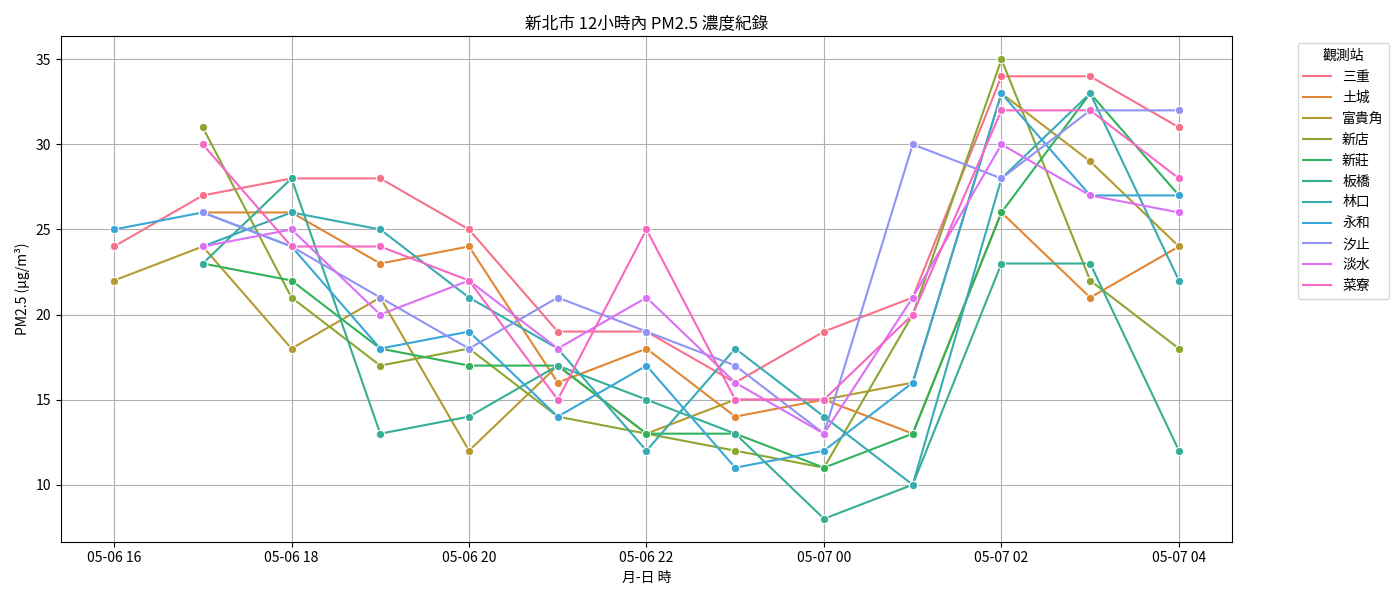 新北市 12小時內 PM2.5 濃度紀錄
35
30
25
20
15
10
PM2.5 (μg/m³)
05-06 16
05-06 18
05-06 20
05-06 22
05-07 00
05-07 02
05-07 04
月-日 時
觀測站
三重
土城
富貴角
新店
新莊
板橋
林口
永和
汐止
淡水
菜寮